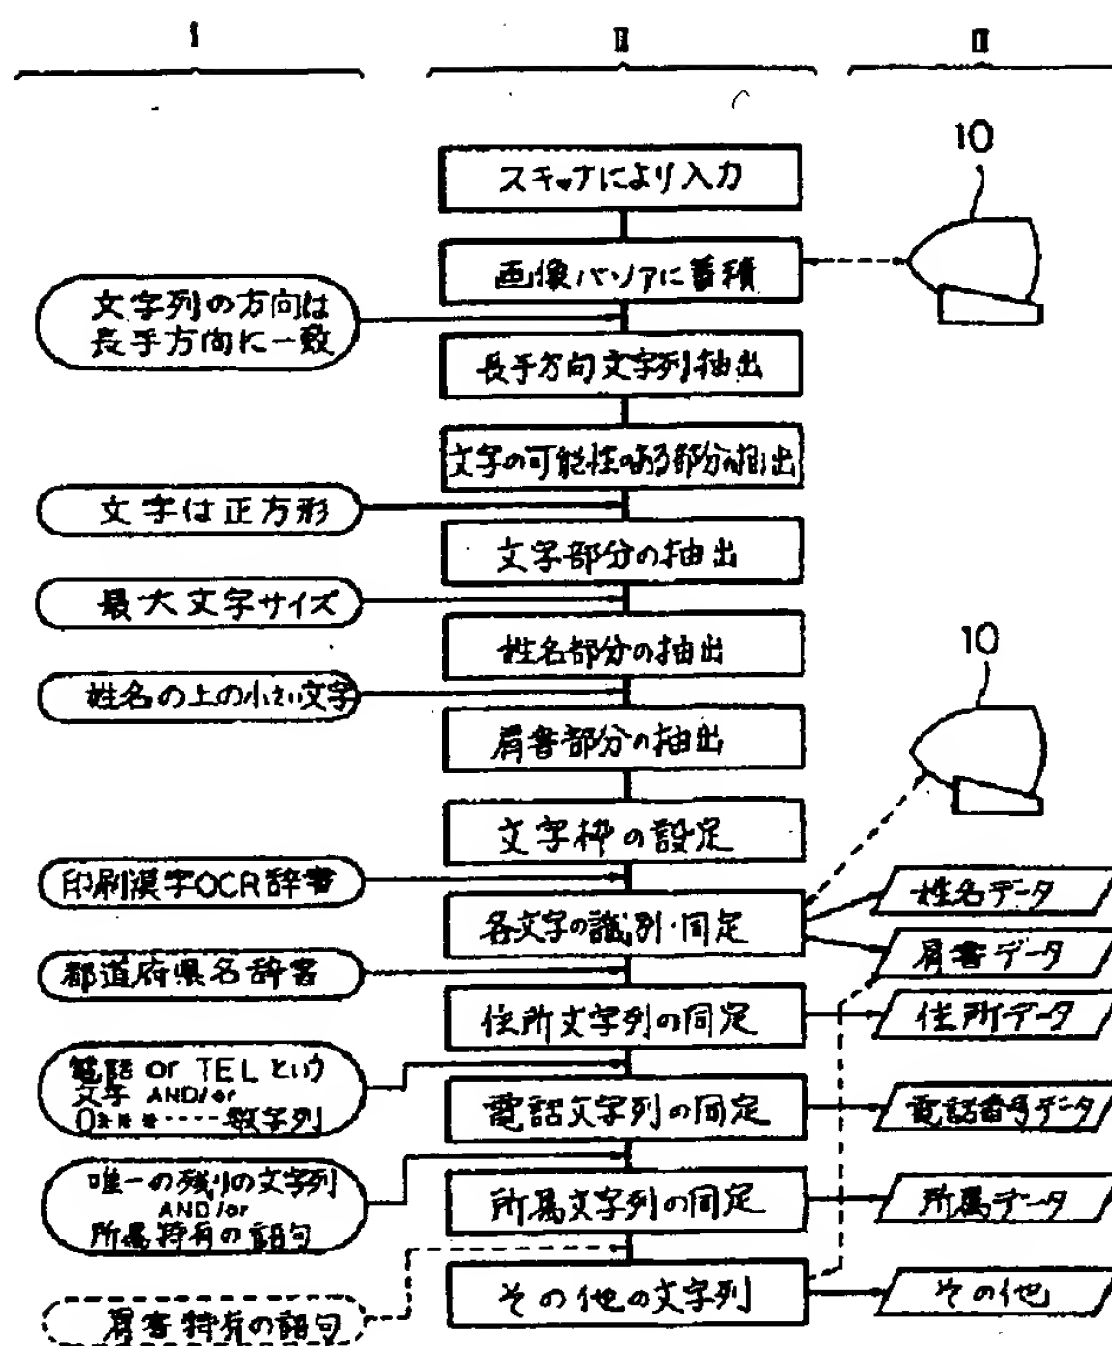 I
II
III
10
スキャナにより入力
画像バッファに蓄積
文字列の方向は
長手方向に一致
長手方向文字列抽出
文字の可能性のある部分の抽出
文字は正方形
文字部分の抽出
最大文字サイズ
姓名部分の抽出
10
姓名の上の小さい文字
肩書部分の抽出
文字枠の設定
印刷漢字OCR辞書
各文字の識別・同定
姓名データ
肩書データ
都道府県名辞書
住所文字列の同定
住所データ
電話 or TEL という
文字 AND/or
0***-----数字列
電話文字列の同定
電話番号データ
唯一の残りの文字列
AND/or
所属特有の語句
所属文字列の同定
所属データ
その他の文字列
その他
肩書特有の語句